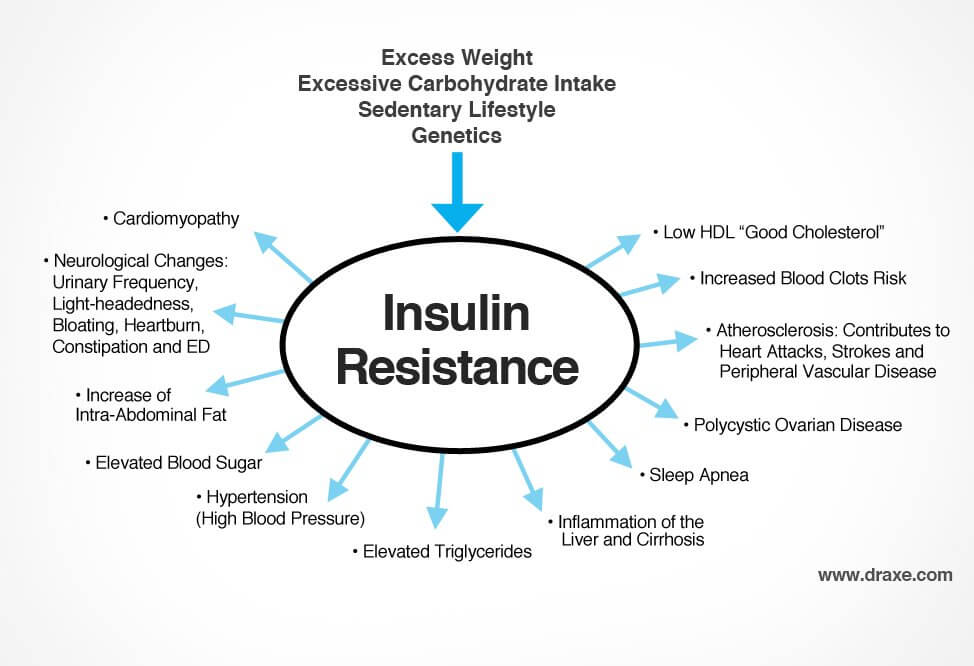 Excess Weight
Excessive Carbohydrate Intake
Sedentary Lifestyle
Genetics
• Cardiomyopathy
• Neurological Changes:
Urinary Frequency,
Light-headedness,
Bloating, Heartburn,
Constipation and ED
• Increase of
Intra-Abdominal Fat
• Elevated Blood Sugar
• Hypertension
(High Blood Pressure)
• Elevated Triglycerides
Insulin
Resistance
• Low HDL “Good Cholesterol”
• Increased Blood Clots Risk
• Atherosclerosis: Contributes to
Heart Attacks, Strokes and
Peripheral Vascular Disease
• Polycystic Ovarian Disease
• Sleep Apnea
• Inflammation of the
Liver and Cirrhosis
www.draxe.com